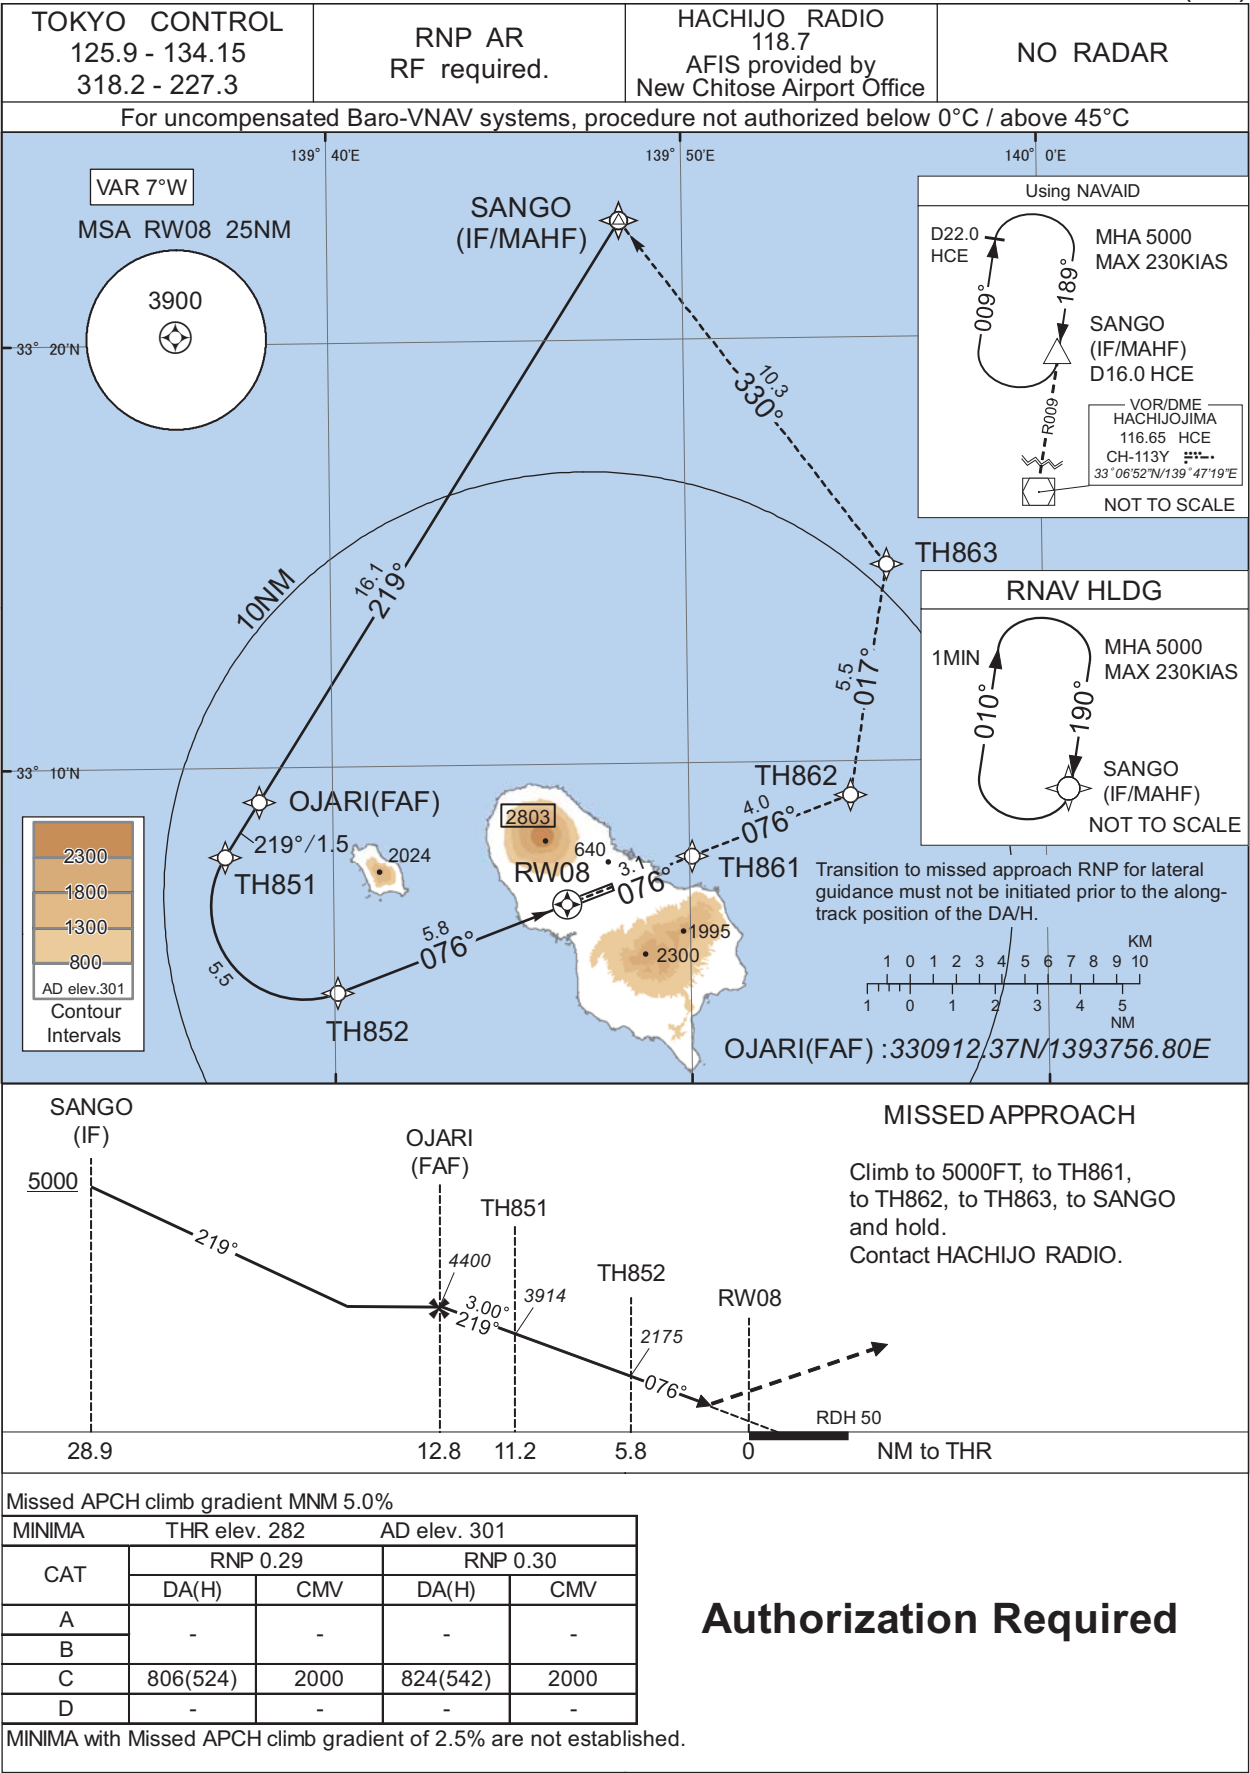 TOKYO CONTROL
125.9 - 134.15
318.2 - 227.3
RNP AR
RF required.
HACHIJO RADIO
118.7
AFIS provided by
New Chitose Airport Office
NO RADAR
For uncompensated Baro-VNAV systems, procedure not authorized below 0°C / above 45°C
139° 40'E
139° 50'E
140° 0'E
VAR 7°W
MSA RW08 25NM
3900
33° 20'N
SANGO
(IF/MAHF)
Using NAVAID
D22.0
HCE
MHA 5000
MAX 230KIAS
009°
189°
SANGO
(IF/MAHF)
D16.0 HCE
R009
VOR/DME
HACHIJOJIMA
116.65 HCE
CH-113Y
33°06'52"N/139°47'19"E
NOT TO SCALE
10.3
330°
16.1
219°
10NM
TH863
5.5
017°
RNAV HLDG
1MIN
MHA 5000
MAX 230KIAS
010°
190°
SANGO
(IF/MAHF)
NOT TO SCALE
33° 10'N
OJARI(FAF)
219°/1.5
TH851
2024
2803
640
RW08
3.1
076°
TH862
4.0
076°
TH861
1995
2300
5.8
076°
5.5
TH852
2300
1800
1300
800
AD elev.301
Contour
Intervals
Transition to missed approach RNP for lateral
guidance must not be initiated prior to the along-
track position of the DA/H.
KM
1 0 1 2 3 4 5 6 7 8 9 10
1 0 1 2 3 4 5
NM
OJARI(FAF) :330912.37N/1393756.80E
SANGO
(IF)
5000
219°
OJARI
(FAF)
4400
3.00°
219°
TH851
3914
TH852
2175
076°
RW08
RDH 50
28.9 12.8 11.2 5.8 0 NM to THR
MISSED APPROACH
Climb to 5000FT, to TH861,
to TH862, to TH863, to SANGO
and hold.
Contact HACHIJO RADIO.
Missed APCH climb gradient MNM 5.0%
MINIMA THR elev. 282 AD elev. 301
CAT RNP 0.29 RNP 0.30
DA(H) CMV DA(H) CMV
A
- - - -
B
C 806(524) 2000 824(542) 2000
D - - - -
MINIMA with Missed APCH climb gradient of 2.5% are not established.
Authorization Required